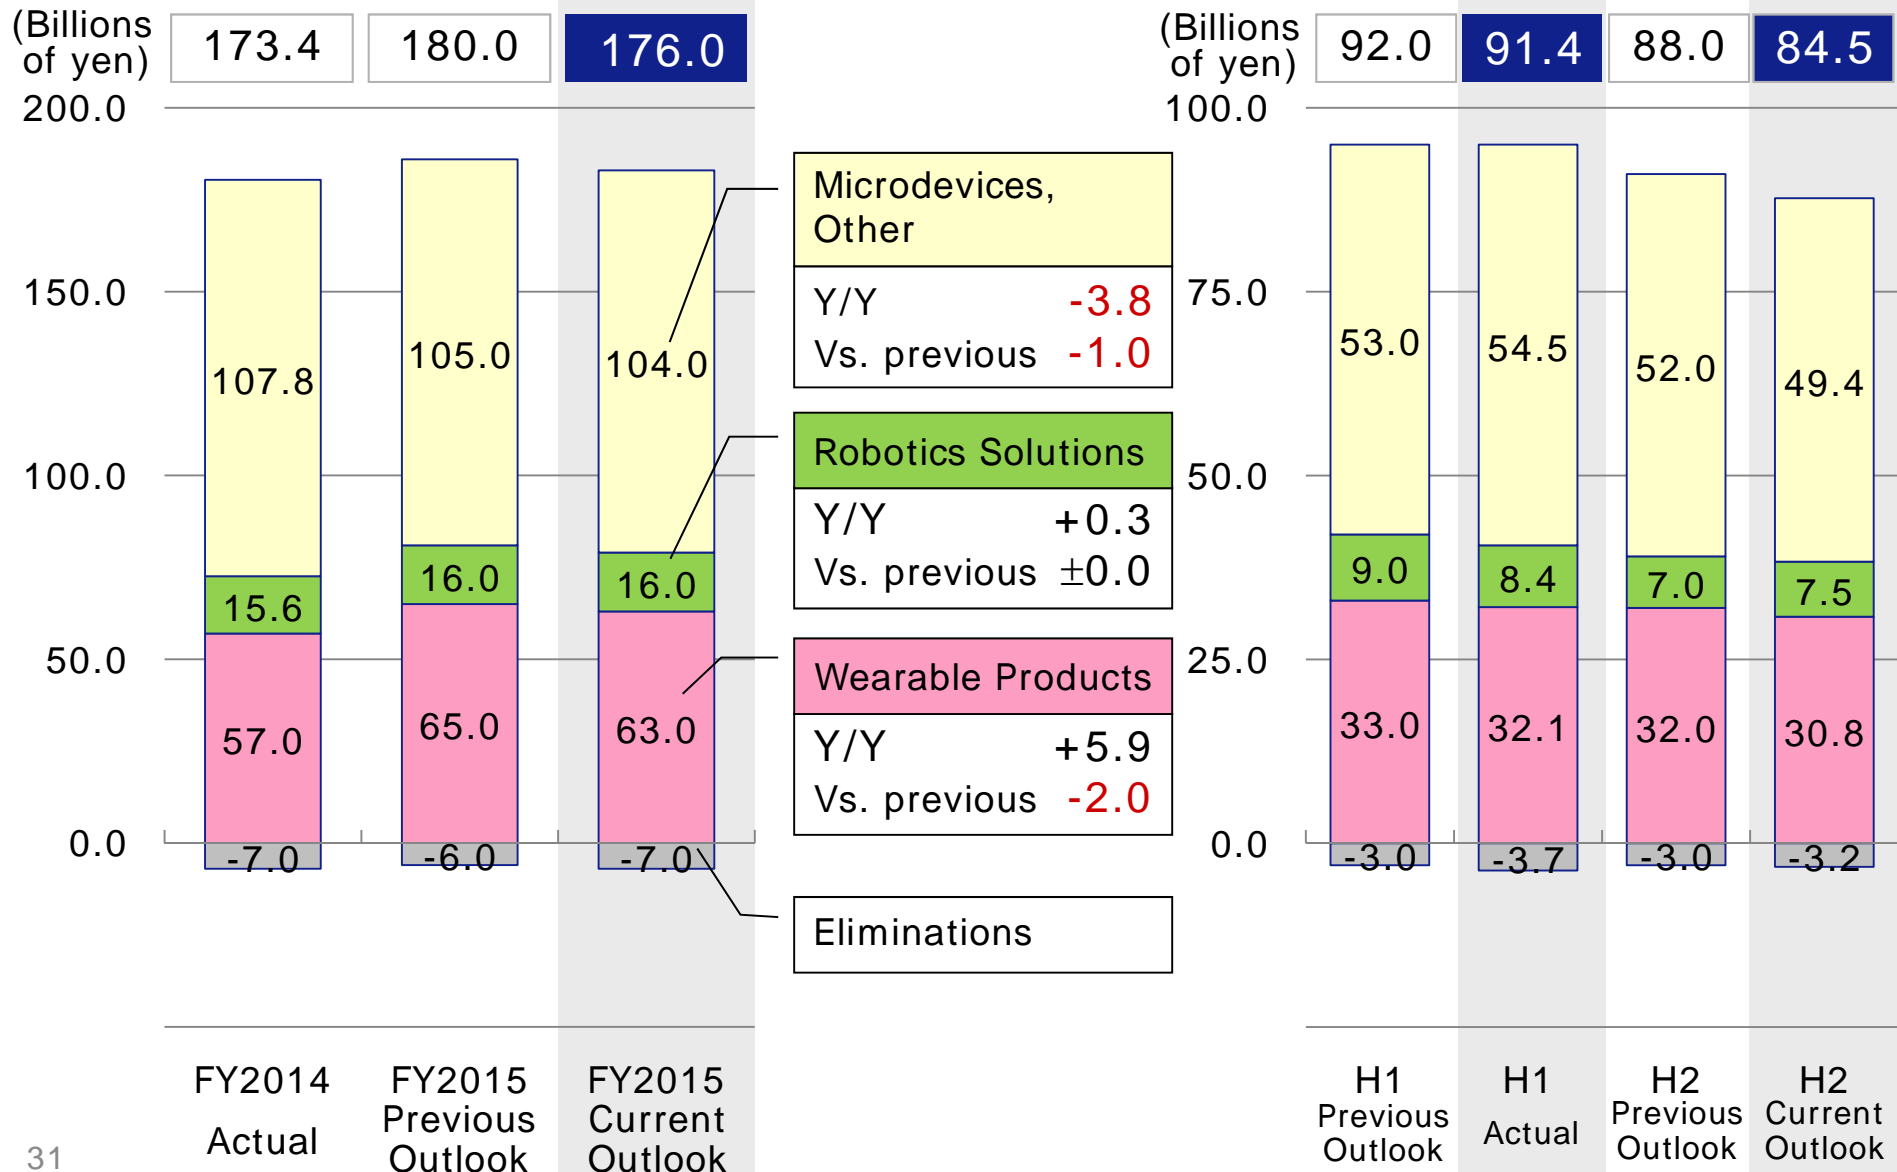 (Billions
of yen)
173.4
180.0
176.0
200.0
150.0
100.0
50.0
0.0
107.8
15.6
57.0
-7.0
105.0
16.0
65.0
-6.0
104.0
16.0
63.0
-7.0
FY2014
Actual
FY2015
Previous
Outlook
FY2015
Current
Outlook
Microdevices,
Other
Y/Y -3.8
Vs. previous -1.0
Robotics Solutions
Y/Y +0.3
Vs. previous ±0.0
Wearable Products
Y/Y +5.9
Vs. previous -2.0
Eliminations
(Billions
of yen)
92.0
91.4
88.0
84.5
100.0
75.0
50.0
25.0
0.0
53.0
9.0
33.0
-3.0
54.5
8.4
32.1
-3.7
52.0
7.0
32.0
-3.0
49.4
7.5
30.8
-3.2
H1
Previous
Outlook
H1
Actual
H2
Previous
Outlook
H2
Current
Outlook
31